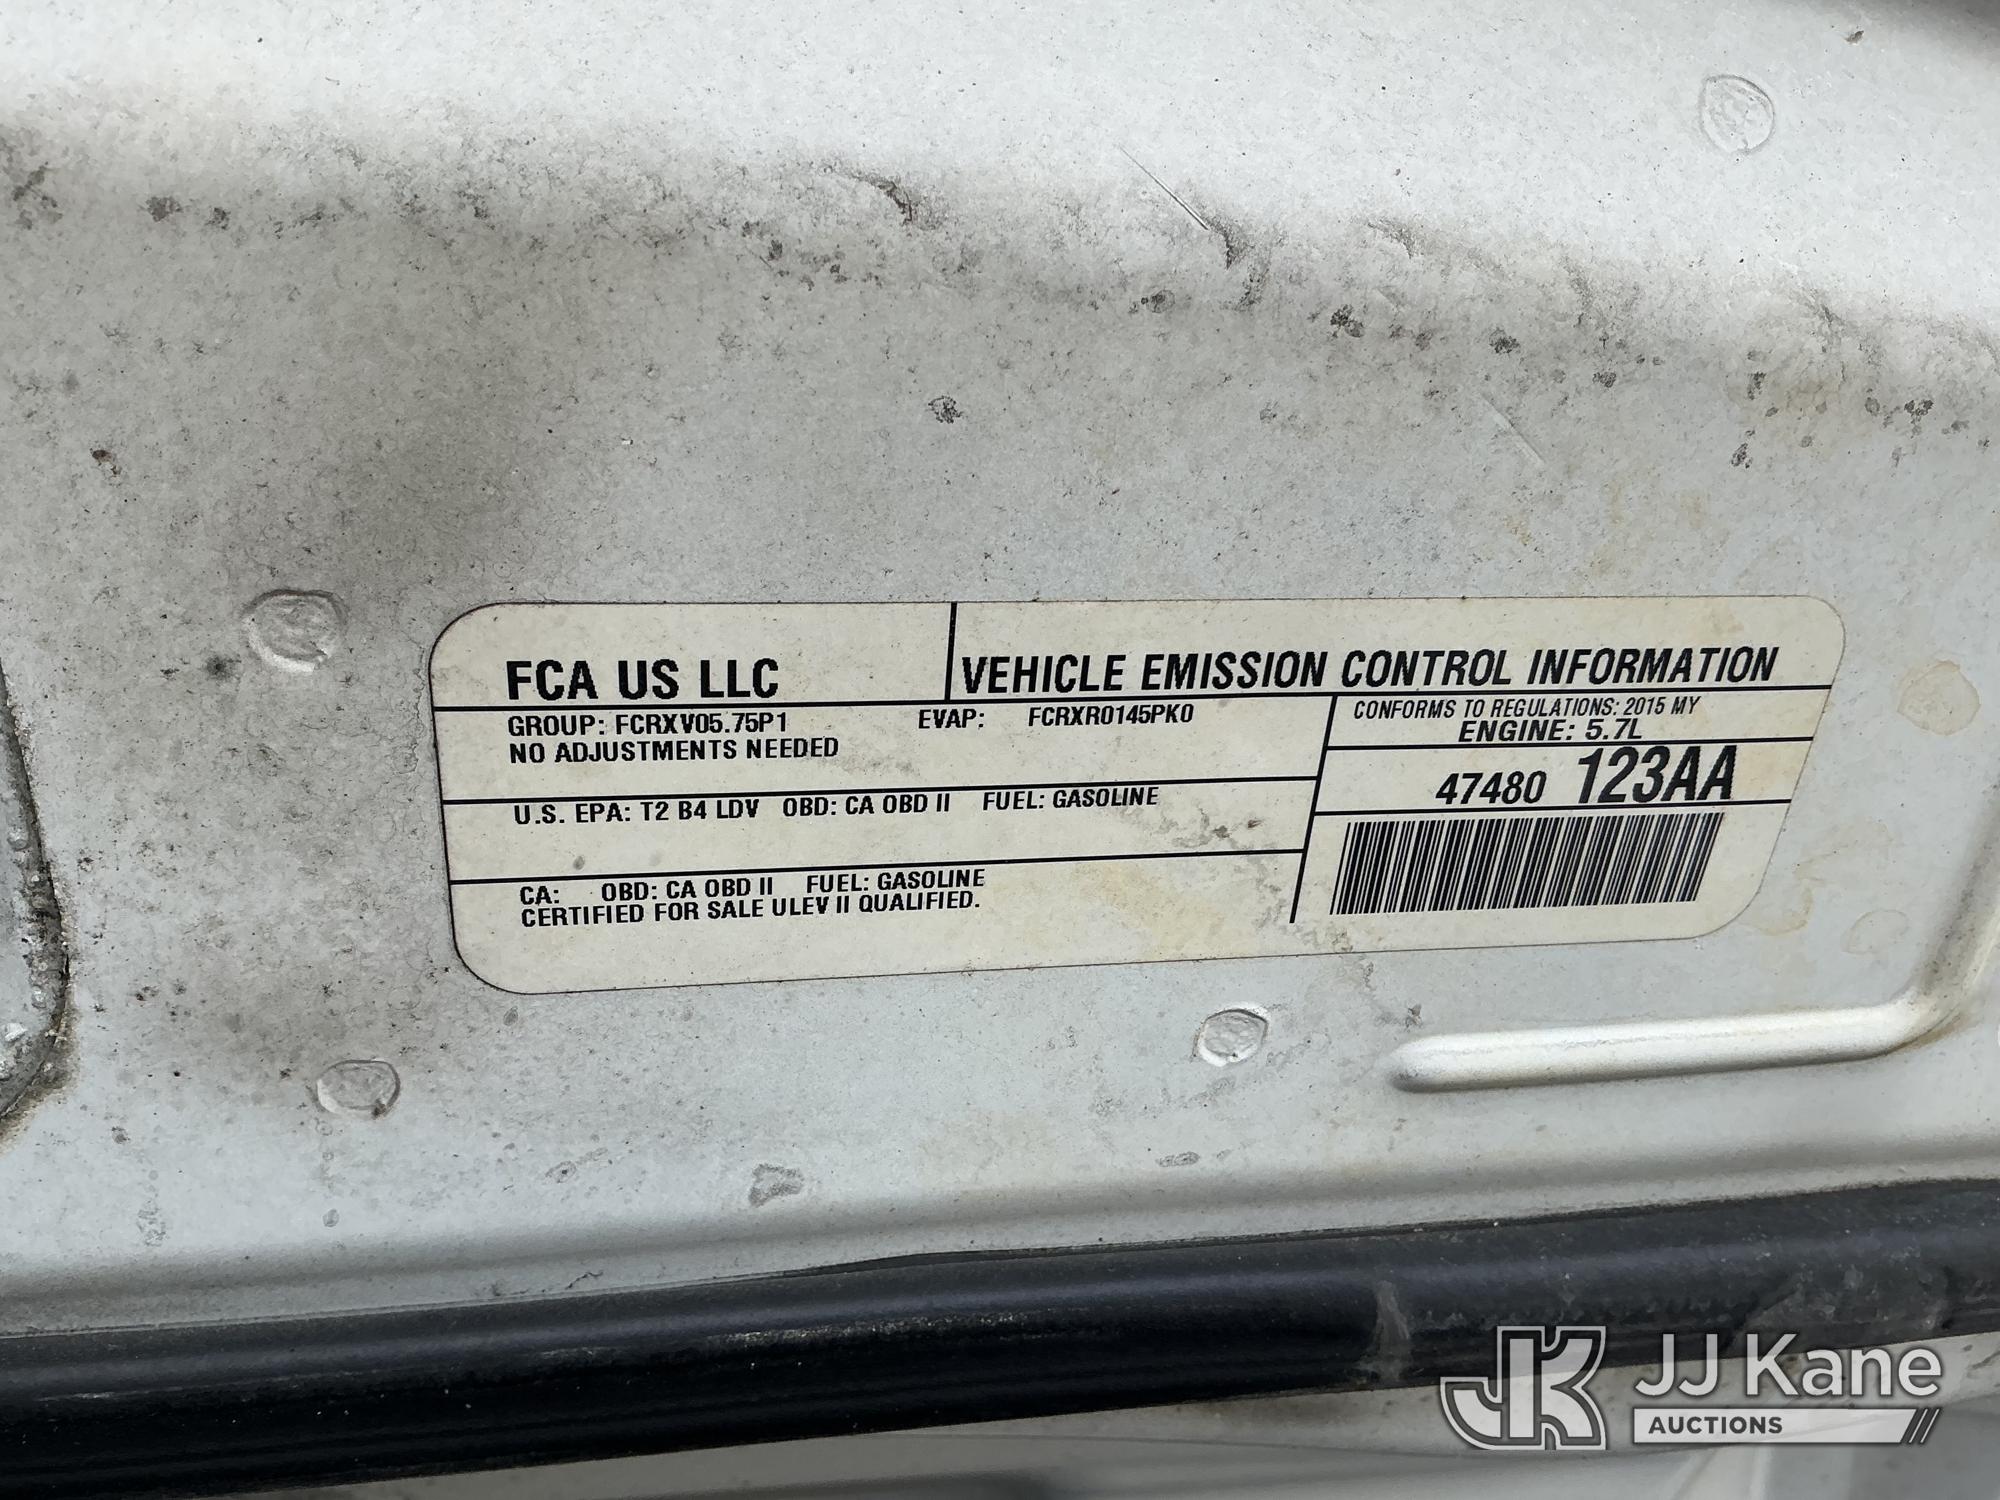 FCA US LLC
VEHICLE EMISSION CONTROL INFORMATION
GROUP: FCRXV05.75P1 EVAP: FCRXR0145PK0
NO ADJUSTMENTS NEEDED
CONFORMS TO REGULATIONS: 2015 MY
ENGINE: 5.7L
47480 123AA
U.S. EPA: T2 B4 LDV OBD: CA OBD II FUEL: GASOLINE
CA: OBD: CA OBD II FUEL: GASOLINE
CERTIFIED FOR SALE ULEV II QUALIFIED.
JK
JJ Kane
AUCTIONS